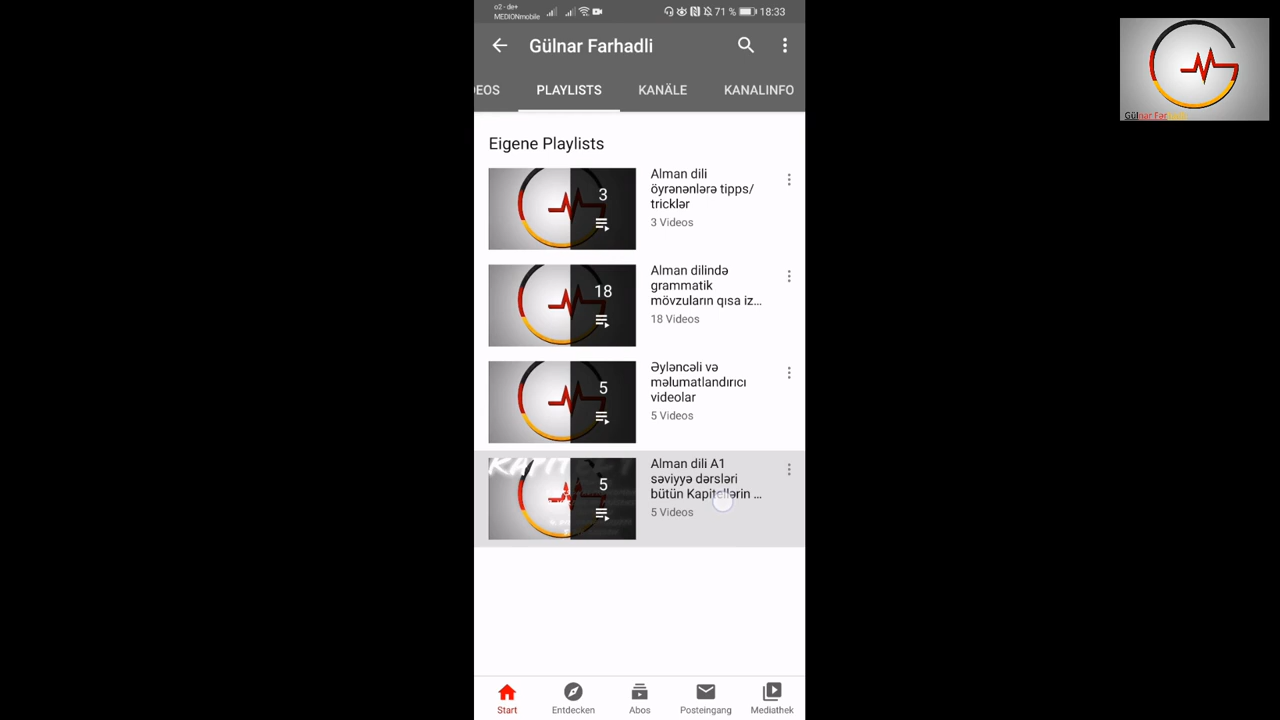 o2 - de+
MEDIONmobile
71 % 18:33
Gülnar Farhadli
EOS PLAYLISTS KANÄLE KANALINFO
Eigene Playlists
3
Alman dili
öyrənənlərə tipps/
tricklər
3 Videos
18
Alman dilində
grammatik
mövzuların qısa iz...
18 Videos
5
Əyləncəli və
məlumatlandırıcı
videolar
5 Videos
5
Alman dili A1
səviyyə dərsləri
bütün Kapitellərin ...
5 Videos
Start Entdecken Abos Posteingang Mediathek
Gülnar Far